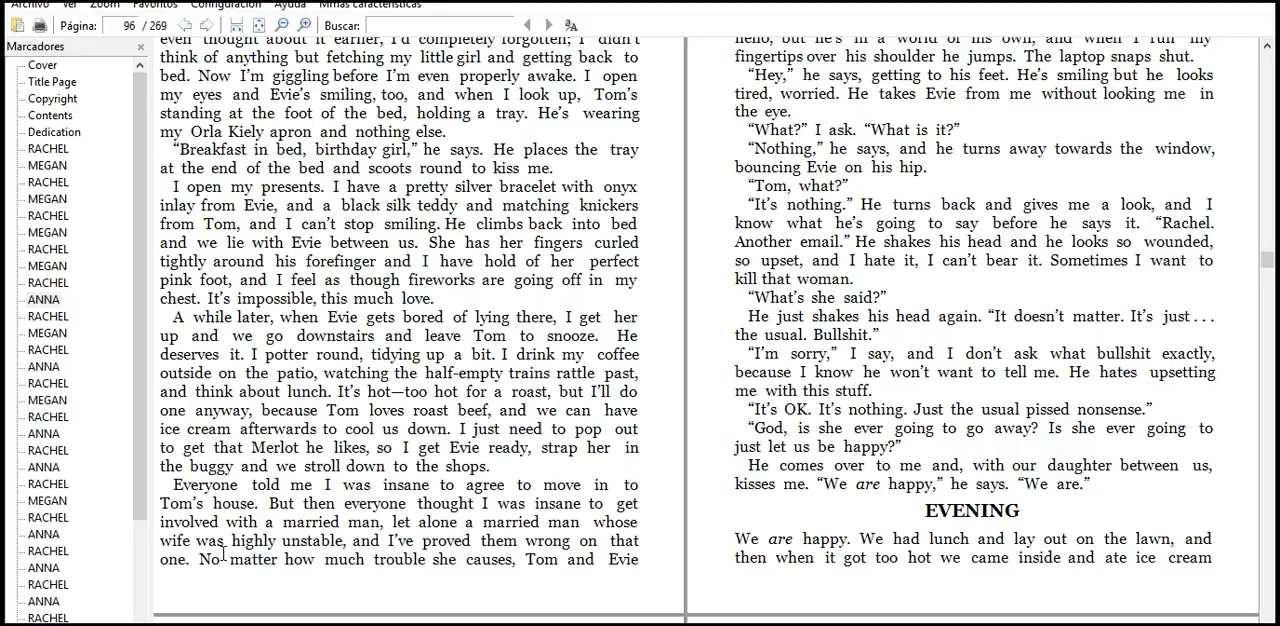 Archivo Ver Zoom Favoritos Configuración Ayuda Mínas características
Página: 96 / 269 Buscar:
Marcadores
Cover
Title Page
Copyright
Contents
Dedication
RACHEL
MEGAN
RACHEL
MEGAN
RACHEL
MEGAN
RACHEL
MEGAN
RACHEL
ANNA
RACHEL
MEGAN
RACHEL
ANNA
RACHEL
MEGAN
RACHEL
ANNA
RACHEL
ANNA
RACHEL
MEGAN
RACHEL
ANNA
RACHEL
ANNA
RACHEL
ANNA
RACHEL
even thought about it earlier, I'd completely forgotten; I didn't
think of anything but fetching my little girl and getting back to
bed. Now I'm giggling before I'm even properly awake. I open
my eyes and Evie's smiling, too, and when I look up, Tom's
standing at the foot of the bed, holding a tray. He's wearing
my Orla Kiely apron and nothing else.
“Breakfast in bed, birthday girl,” he says. He places the tray
at the end of the bed and scoots round to kiss me.
I open my presents. I have a pretty silver bracelet with onyx
inlay from Evie, and a black silk teddy and matching knickers
from Tom, and I can't stop smiling. He climbs back into bed
and we lie with Evie between us. She has her fingers curled
tightly around his forefinger and I have hold of her perfect
pink foot, and I feel as though fireworks are going off in my
chest. It's impossible, this much love.
A while later, when Evie gets bored of lying there, I get her
up and we go downstairs and leave Tom to snooze. He
deserves it. I potter round, tidying up a bit. I drink my coffee
outside on the patio, watching the half-empty trains rattle past,
and think about lunch. It's hot—too hot for a roast, but I'll do
one anyway, because Tom loves roast beef, and we can have
ice cream afterwards to cool us down. I just need to pop out
to get that Merlot he likes, so I get Evie ready, strap her in
the buggy and we stroll down to the shops.
Everyone told me I was insane to agree to move in to
Tom's house. But then everyone thought I was insane to get
involved with a married man, let alone a married man whose
wife was highly unstable, and I've proved them wrong on that
one. No matter how much trouble she causes, Tom and Evie
hello, but he's in a world of his own, and when I run my
fingertips over his shoulder he jumps. The laptop snaps shut.
“Hey,” he says, getting to his feet. He's smiling but he looks
tired, worried. He takes Evie from me without looking me in
the eye.
“What?” I ask. “What is it?”
“Nothing,” he says, and he turns away towards the window,
bouncing Evie on his hip.
“Tom, what?”
“It's nothing.” He turns back and gives me a look, and I
know what he's going to say before he says it. “Rachel.
Another email.” He shakes his head and he looks so wounded,
so upset, and I hate it, I can't bear it. Sometimes I want to
kill that woman.
“What's she said?”
He just shakes his head again. “It doesn't matter. It's just . . .
the usual. Bullshit.”
“I'm sorry,” I say, and I don't ask what bullshit exactly,
because I know he won't want to tell me. He hates upsetting
me with this stuff.
“It's OK. It's nothing. Just the usual pissed nonsense.”
“God, is she ever going to go away? Is she ever going to
just let us be happy?”
He comes over to me and, with our daughter between us,
kisses me. “We are happy,” he says. “We are.”
EVENING
We are happy. We had lunch and lay out on the lawn, and
then when it got too hot we came inside and ate ice cream